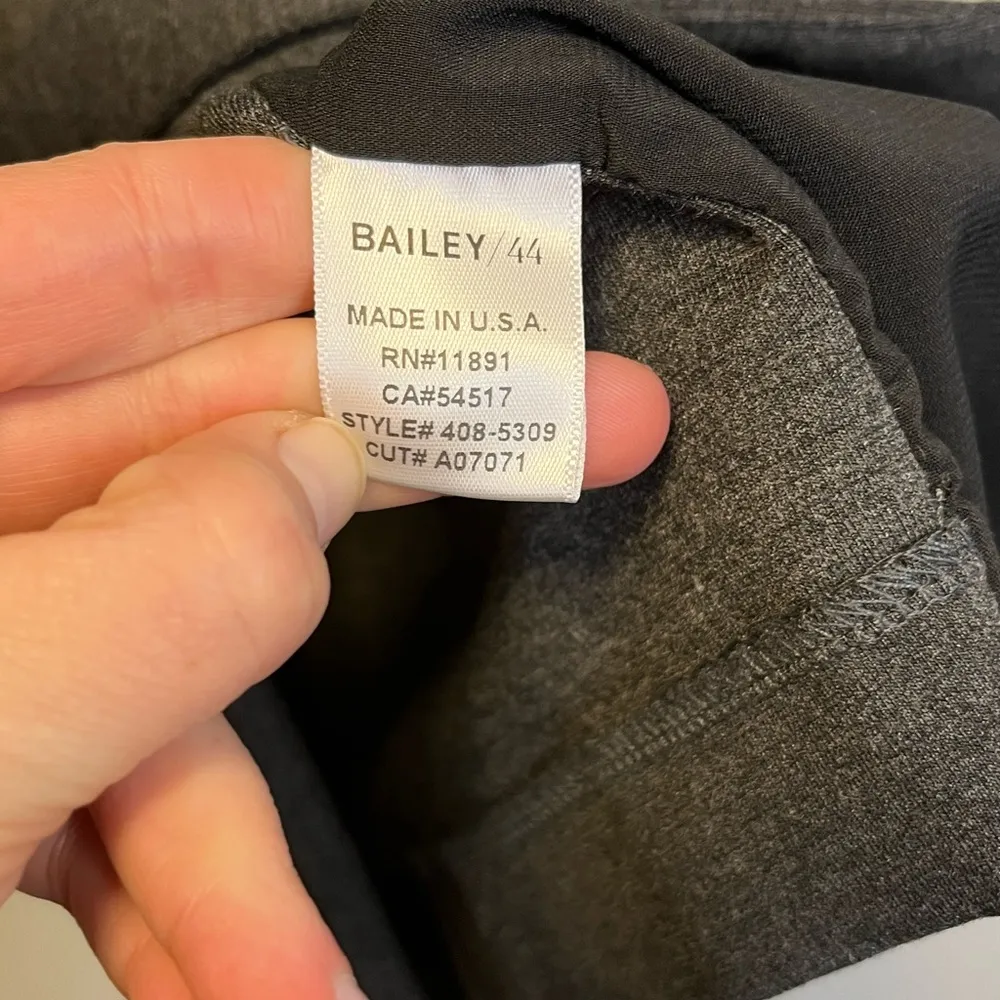 BAILEY/44
MADE IN U.S.A.
RN#11891
CA#54517
STYLE# 408-5309
CUT# A07071